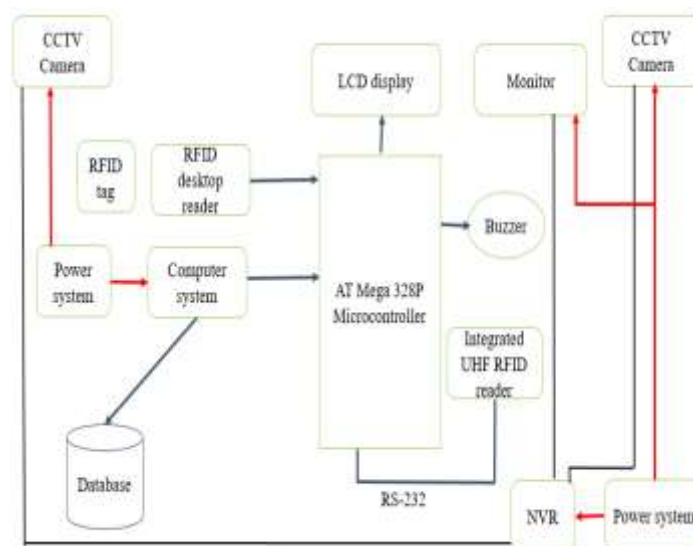 CCTV
Camera
CCTV
Camera
LCD display
Monitor
RFID
tag
RFID
desktop
reader
Buzzer
Power
system
Computer
system
AT Mega 328P
Microcontroller
Integrated
UHF RFID
reader
Database
RS-232
NVR
Power system